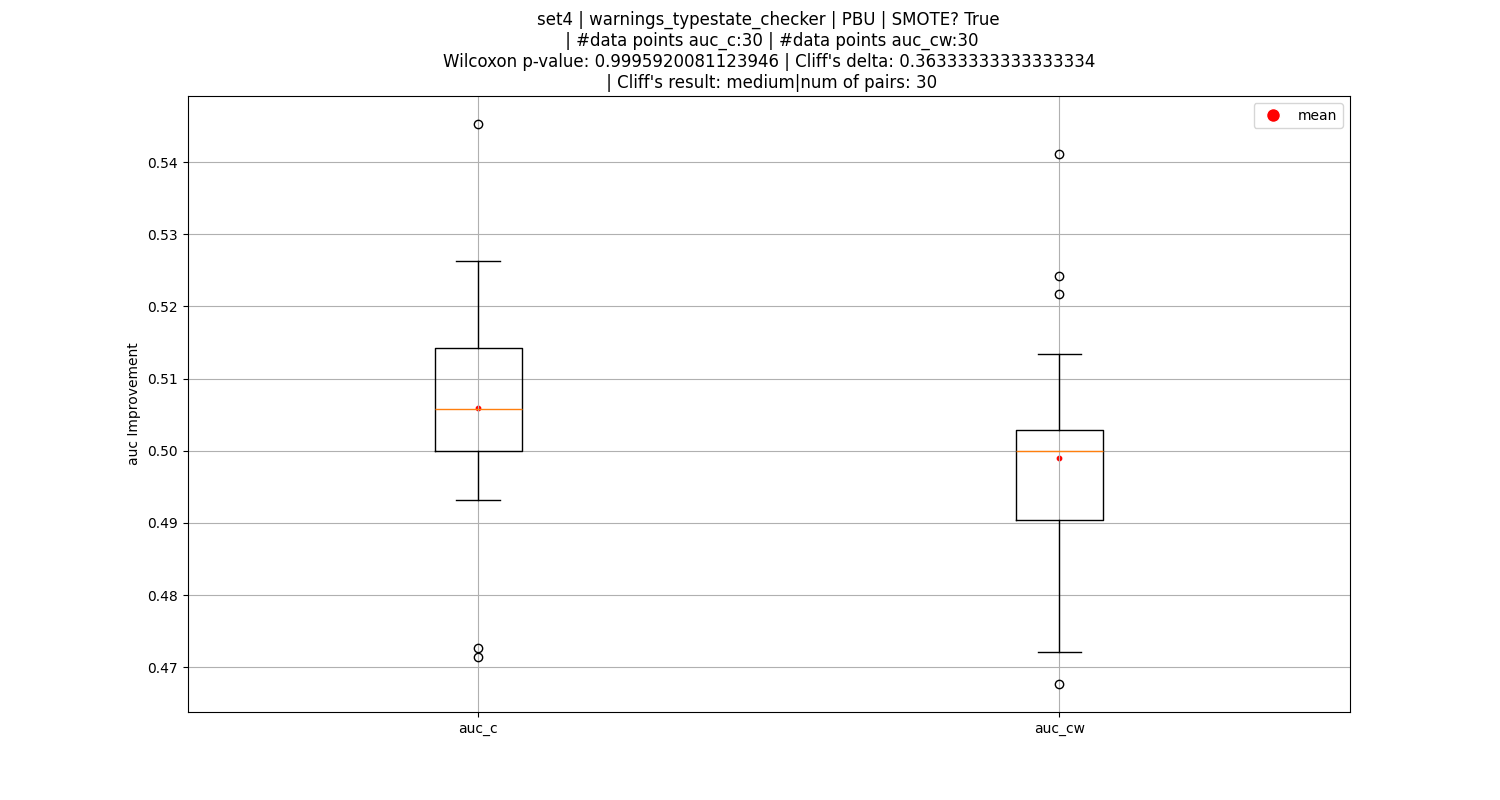 set4 | warnings_typestate_checker | PBU | SMOTE? True
| #data points auc_c:30 | #data points auc_cw:30
Wilcoxon p-value: 0.9995920081123946 | Cliff's delta: 0.36333333333333334
| Cliff's result: medium|num of pairs: 30
mean
0.54
0.53
0.52
0.51
0.50
0.49
0.48
0.47
auc Improvement
auc_c
auc_cw